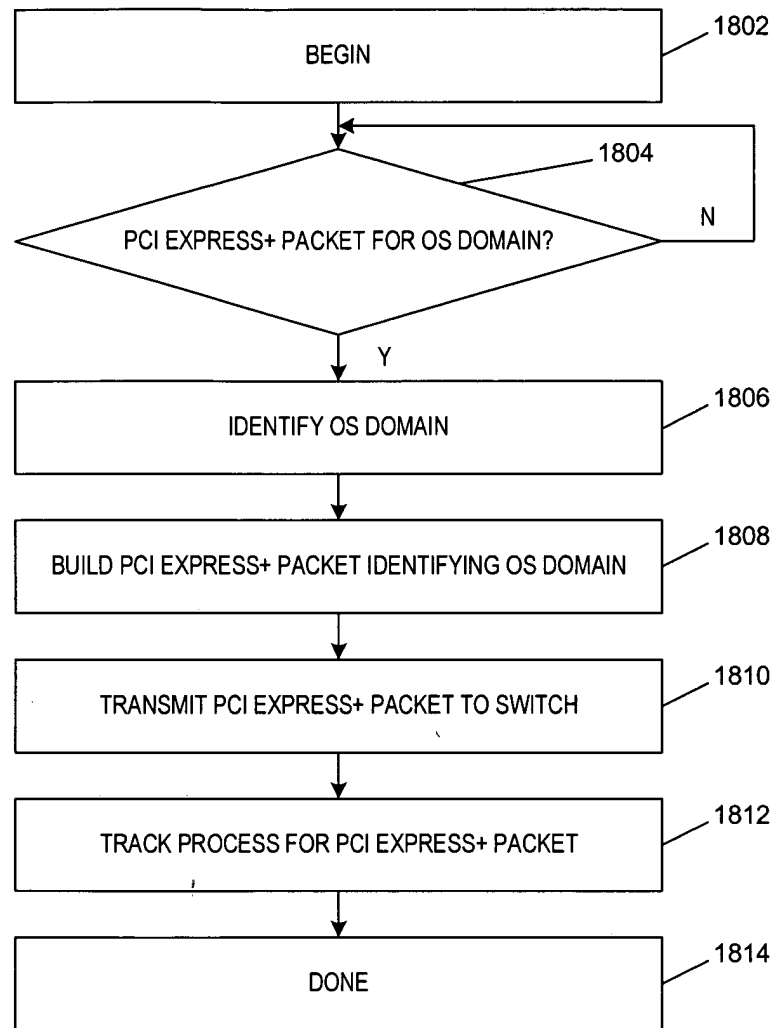 BEGIN
1802
1804
PCI EXPRESS+ PACKET FOR OS DOMAIN?
N
Y
IDENTIFY OS DOMAIN
1806
BUILD PCI EXPRESS+ PACKET IDENTIFYING OS DOMAIN
1808
TRANSMIT PCI EXPRESS+ PACKET TO SWITCH
1810
TRACK PROCESS FOR PCI EXPRESS+ PACKET
1812
DONE
1814